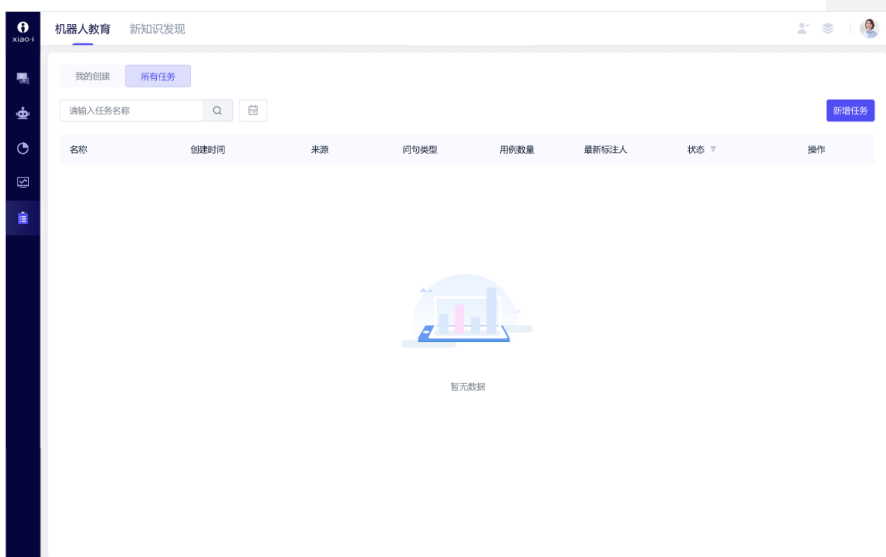 xiao·i
机器人教育 新知识发现
我的创建 所有任务
请输入任务名称
新增任务
名称 创建时间 来源 问句类型 用例数量 最新标注人 状态 操作
暂无数据